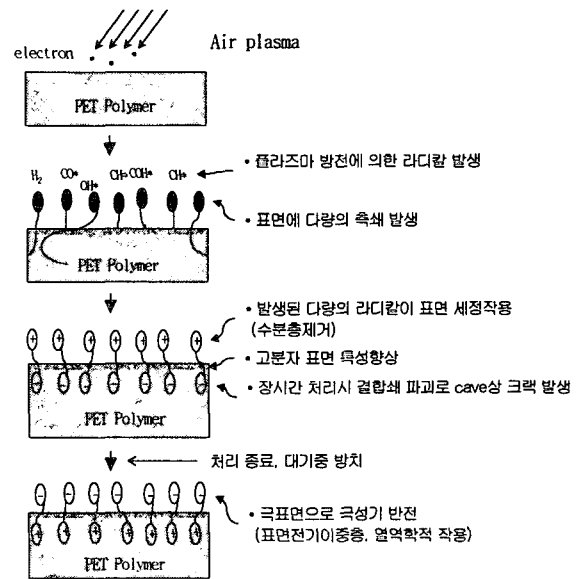 Air plasma
electron
PET Polymer
H₂ CO* OH* CH* COH* CH*
• 플라즈마 방전에 의한 라디칼 발생
• 표면에 다량의 측쇄 발생
PET Polymer
• 발생된 다량의 라디칼이 표면 세정작용
(수분층제거)
• 고분자 표면 극성향상
• 장시간 처리시 결합쇄 파괴로 cave상 크랙 발생
+ + + + + + +
- - - - - - -
PET Polymer
처리 종료, 대기중 방치
- - - - - - -
• 극표면으로 극성기 반전
(표면전기이중층, 열역학적 작용)
+ + + + + + +
PET Polymer